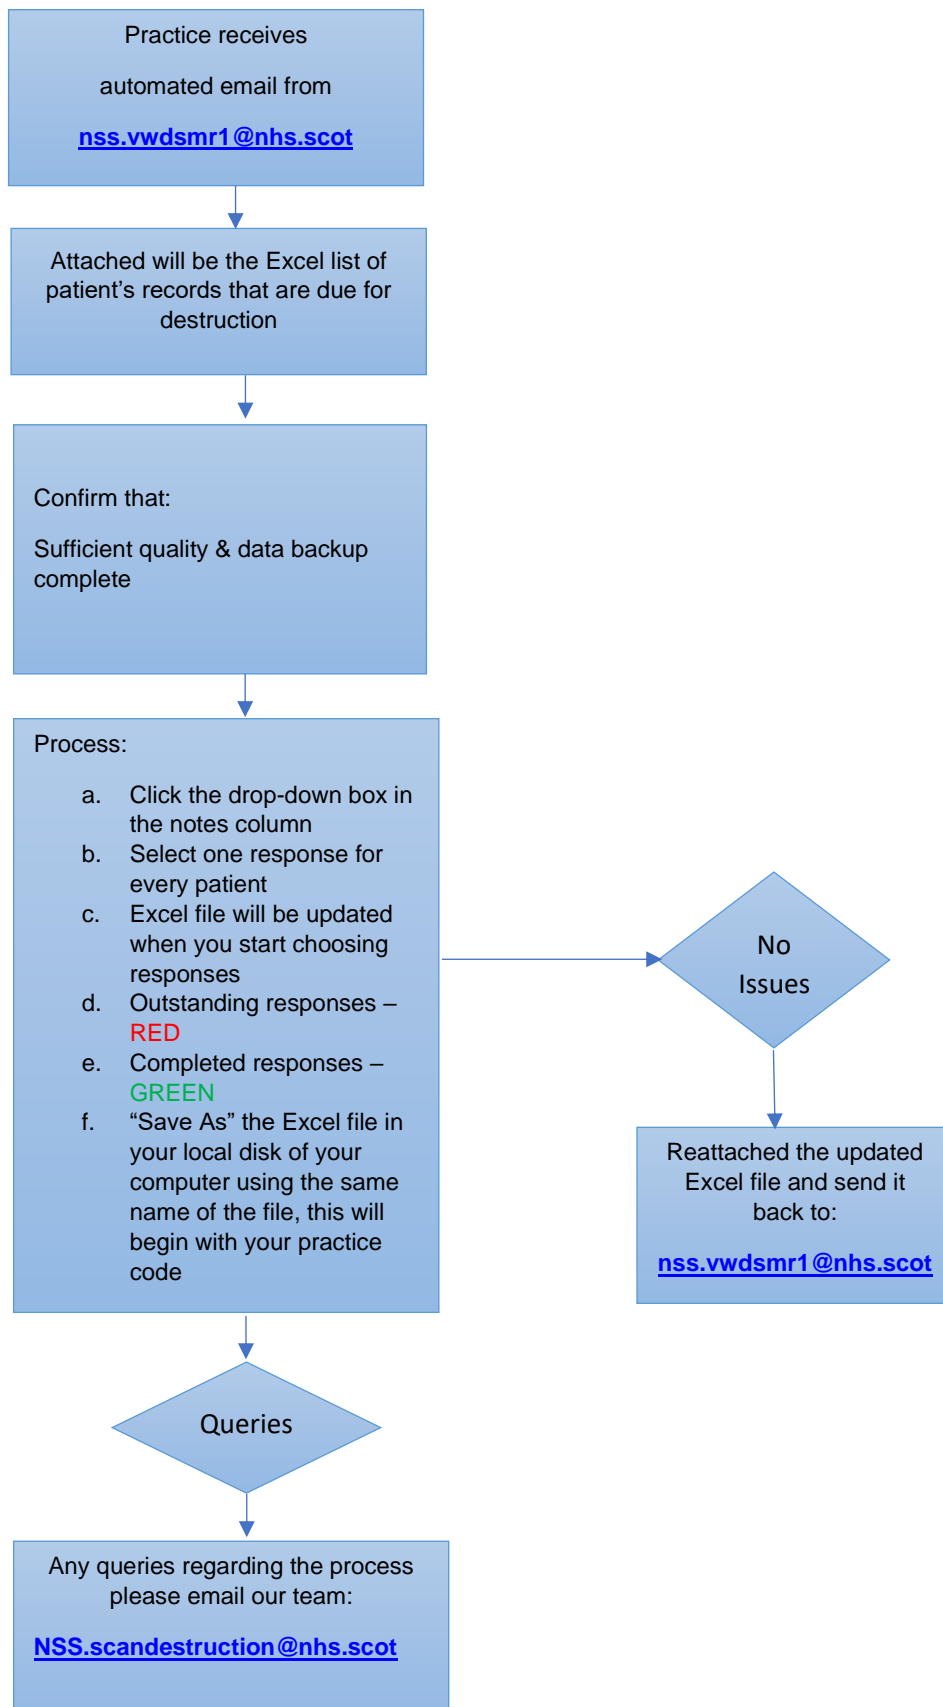 Practice receives
automated email from
nss.vwdsmr1@nhs.scot
Attached will be the Excel list of
patient's records that are due for
destruction
Confirm that:
Sufficient quality & data backup
complete
Process:
a. Click the drop-down box in
the notes column
b. Select one response for
every patient
c. Excel file will be updated
when you start choosing
responses
d. Outstanding responses –
RED
e. Completed responses –
GREEN
f. “Save As” the Excel file in
your local disk of your
computer using the same
name of the file, this will
begin with your practice
code
No
Issues
Reattached the updated
Excel file and send it
back to:
nss.vwdsmr1@nhs.scot
Queries
Any queries regarding the process
please email our team:
NSS.scandestruction@nhs.scot